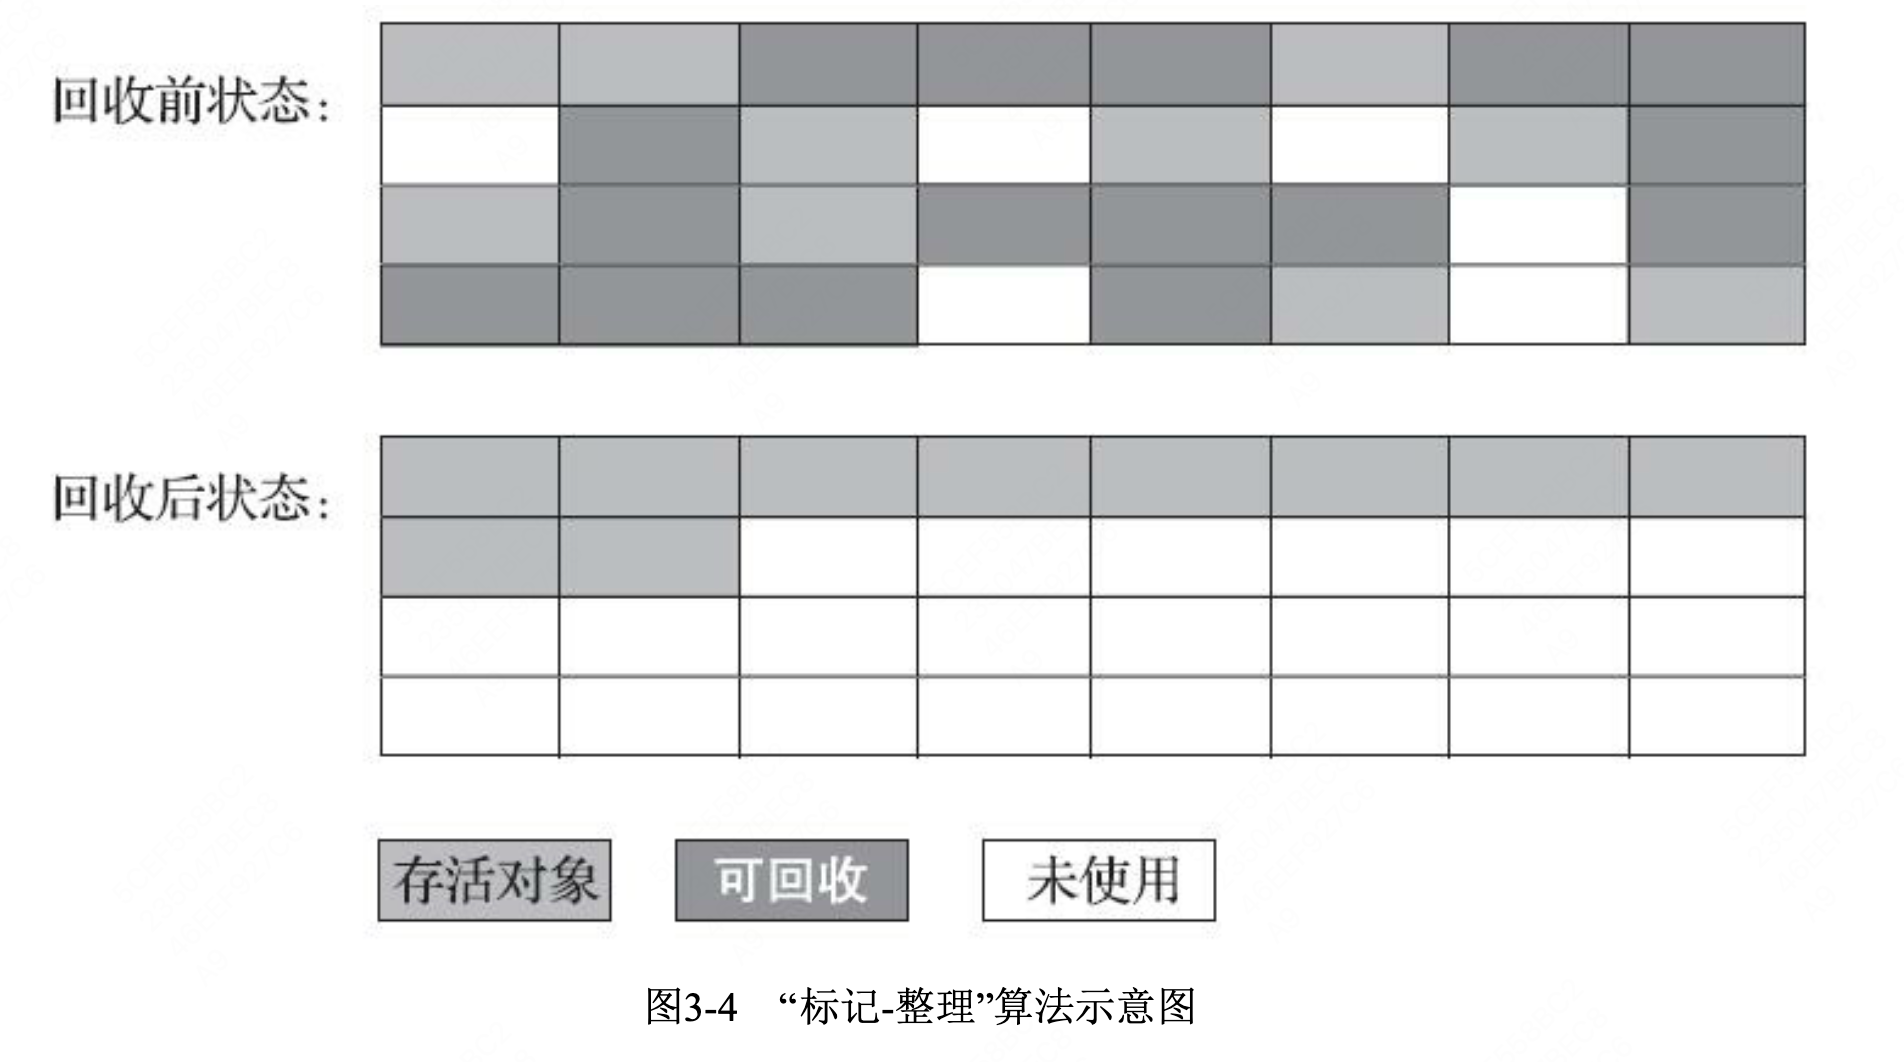 回收前状态：
回收后状态：
存活对象
可回收
未使用
图3-4 “标记-整理”算法示意图